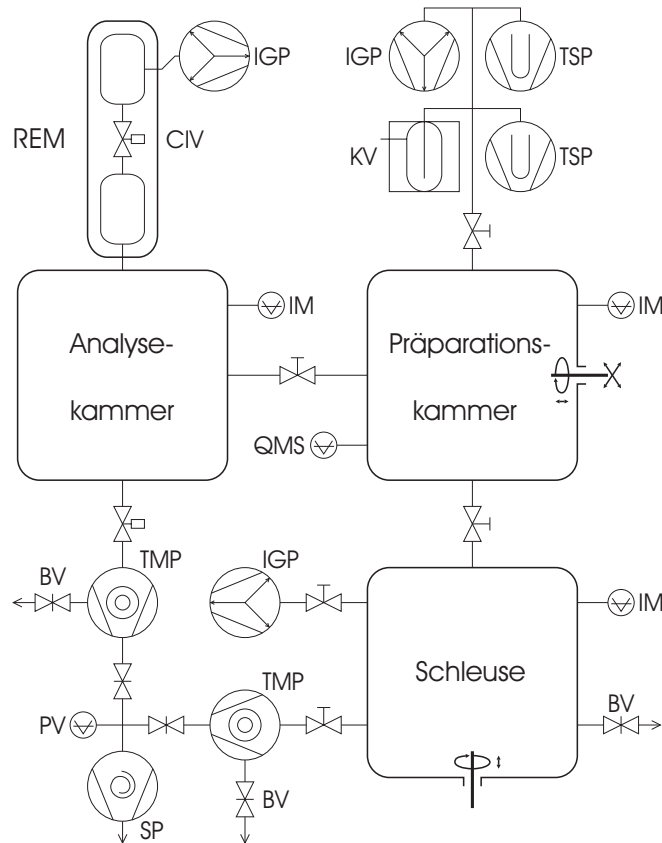 IGP
IGP
TSP
REM
CIV
KV
TSP
IM
IM
Analyse-
kammer
Präparations-
kammer
QMS
TMP
BV
IGP
IM
Schleuse
TMP
PV
BV
BV
SP